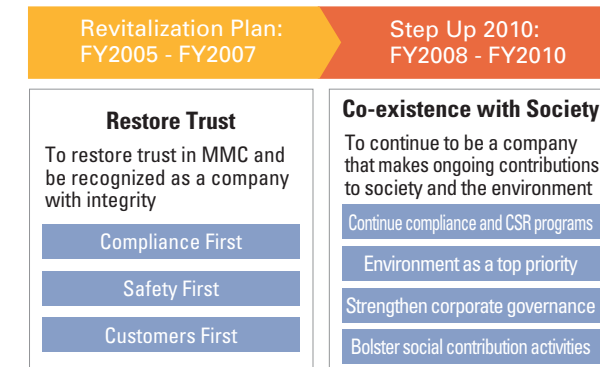 Revitalization Plan:
FY2005 - FY2007
Step Up 2010:
FY2008 - FY2010
Restore Trust
To restore trust in MMC and
be recognized as a company
with integrity
Compliance First
Safety First
Customers First
Co-existence with Society
To continue to be a company
that makes ongoing contributions
to society and the environment
Continue compliance and CSR programs
Environment as a top priority
Strengthen corporate governance
Bolster social contribution activities